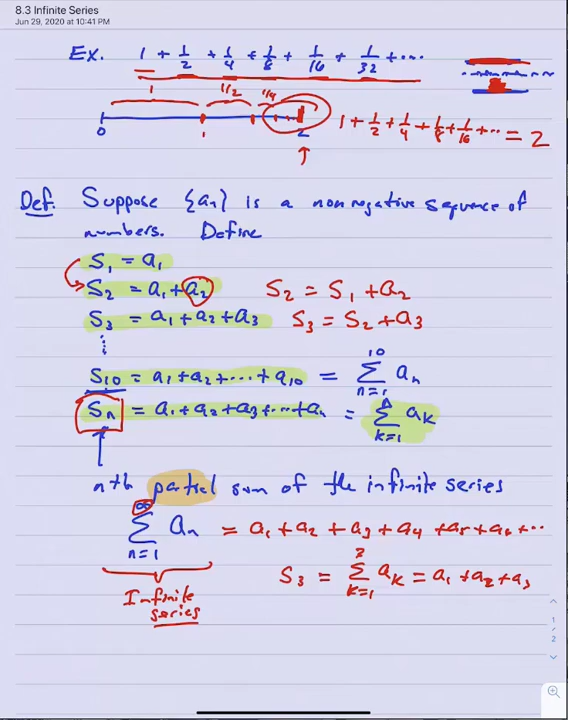 8.3 Infinite Series
Jun 29, 2020 at 10:41 PM
Ex. 1 + 1/2 + 1/4 + 1/8 + 1/16 + 1/32 + ...
1 1/2 1/4
0 1 2
1 + 1/2 + 1/4 + 1/8 + 1/16 + ... = 2
Def. Suppose {an} is a nonnegative sequence of
numbers. Define
S₁ = a₁
S₂ = a₁ + a₂ S₂ = S₁ + a₂
S₃ = a₁ + a₂ + a₃ S₃ = S₂ + a₃
⋮
S₁₀ = a₁ + a₂ + ... + a₁₀ = 10 Σ n=1 an
Sn = a₁ + a₂ + a₃ + ... + an = n Σ k=1 ak
nth partial sum of the infinite series
∞ Σ n=1 an = a₁ + a₂ + a₃ + a₄ + a₅ + a₆ + ...
S₃ = 3 Σ k=1 ak = a₁ + a₂ + a₃
Infinite
series
1
2